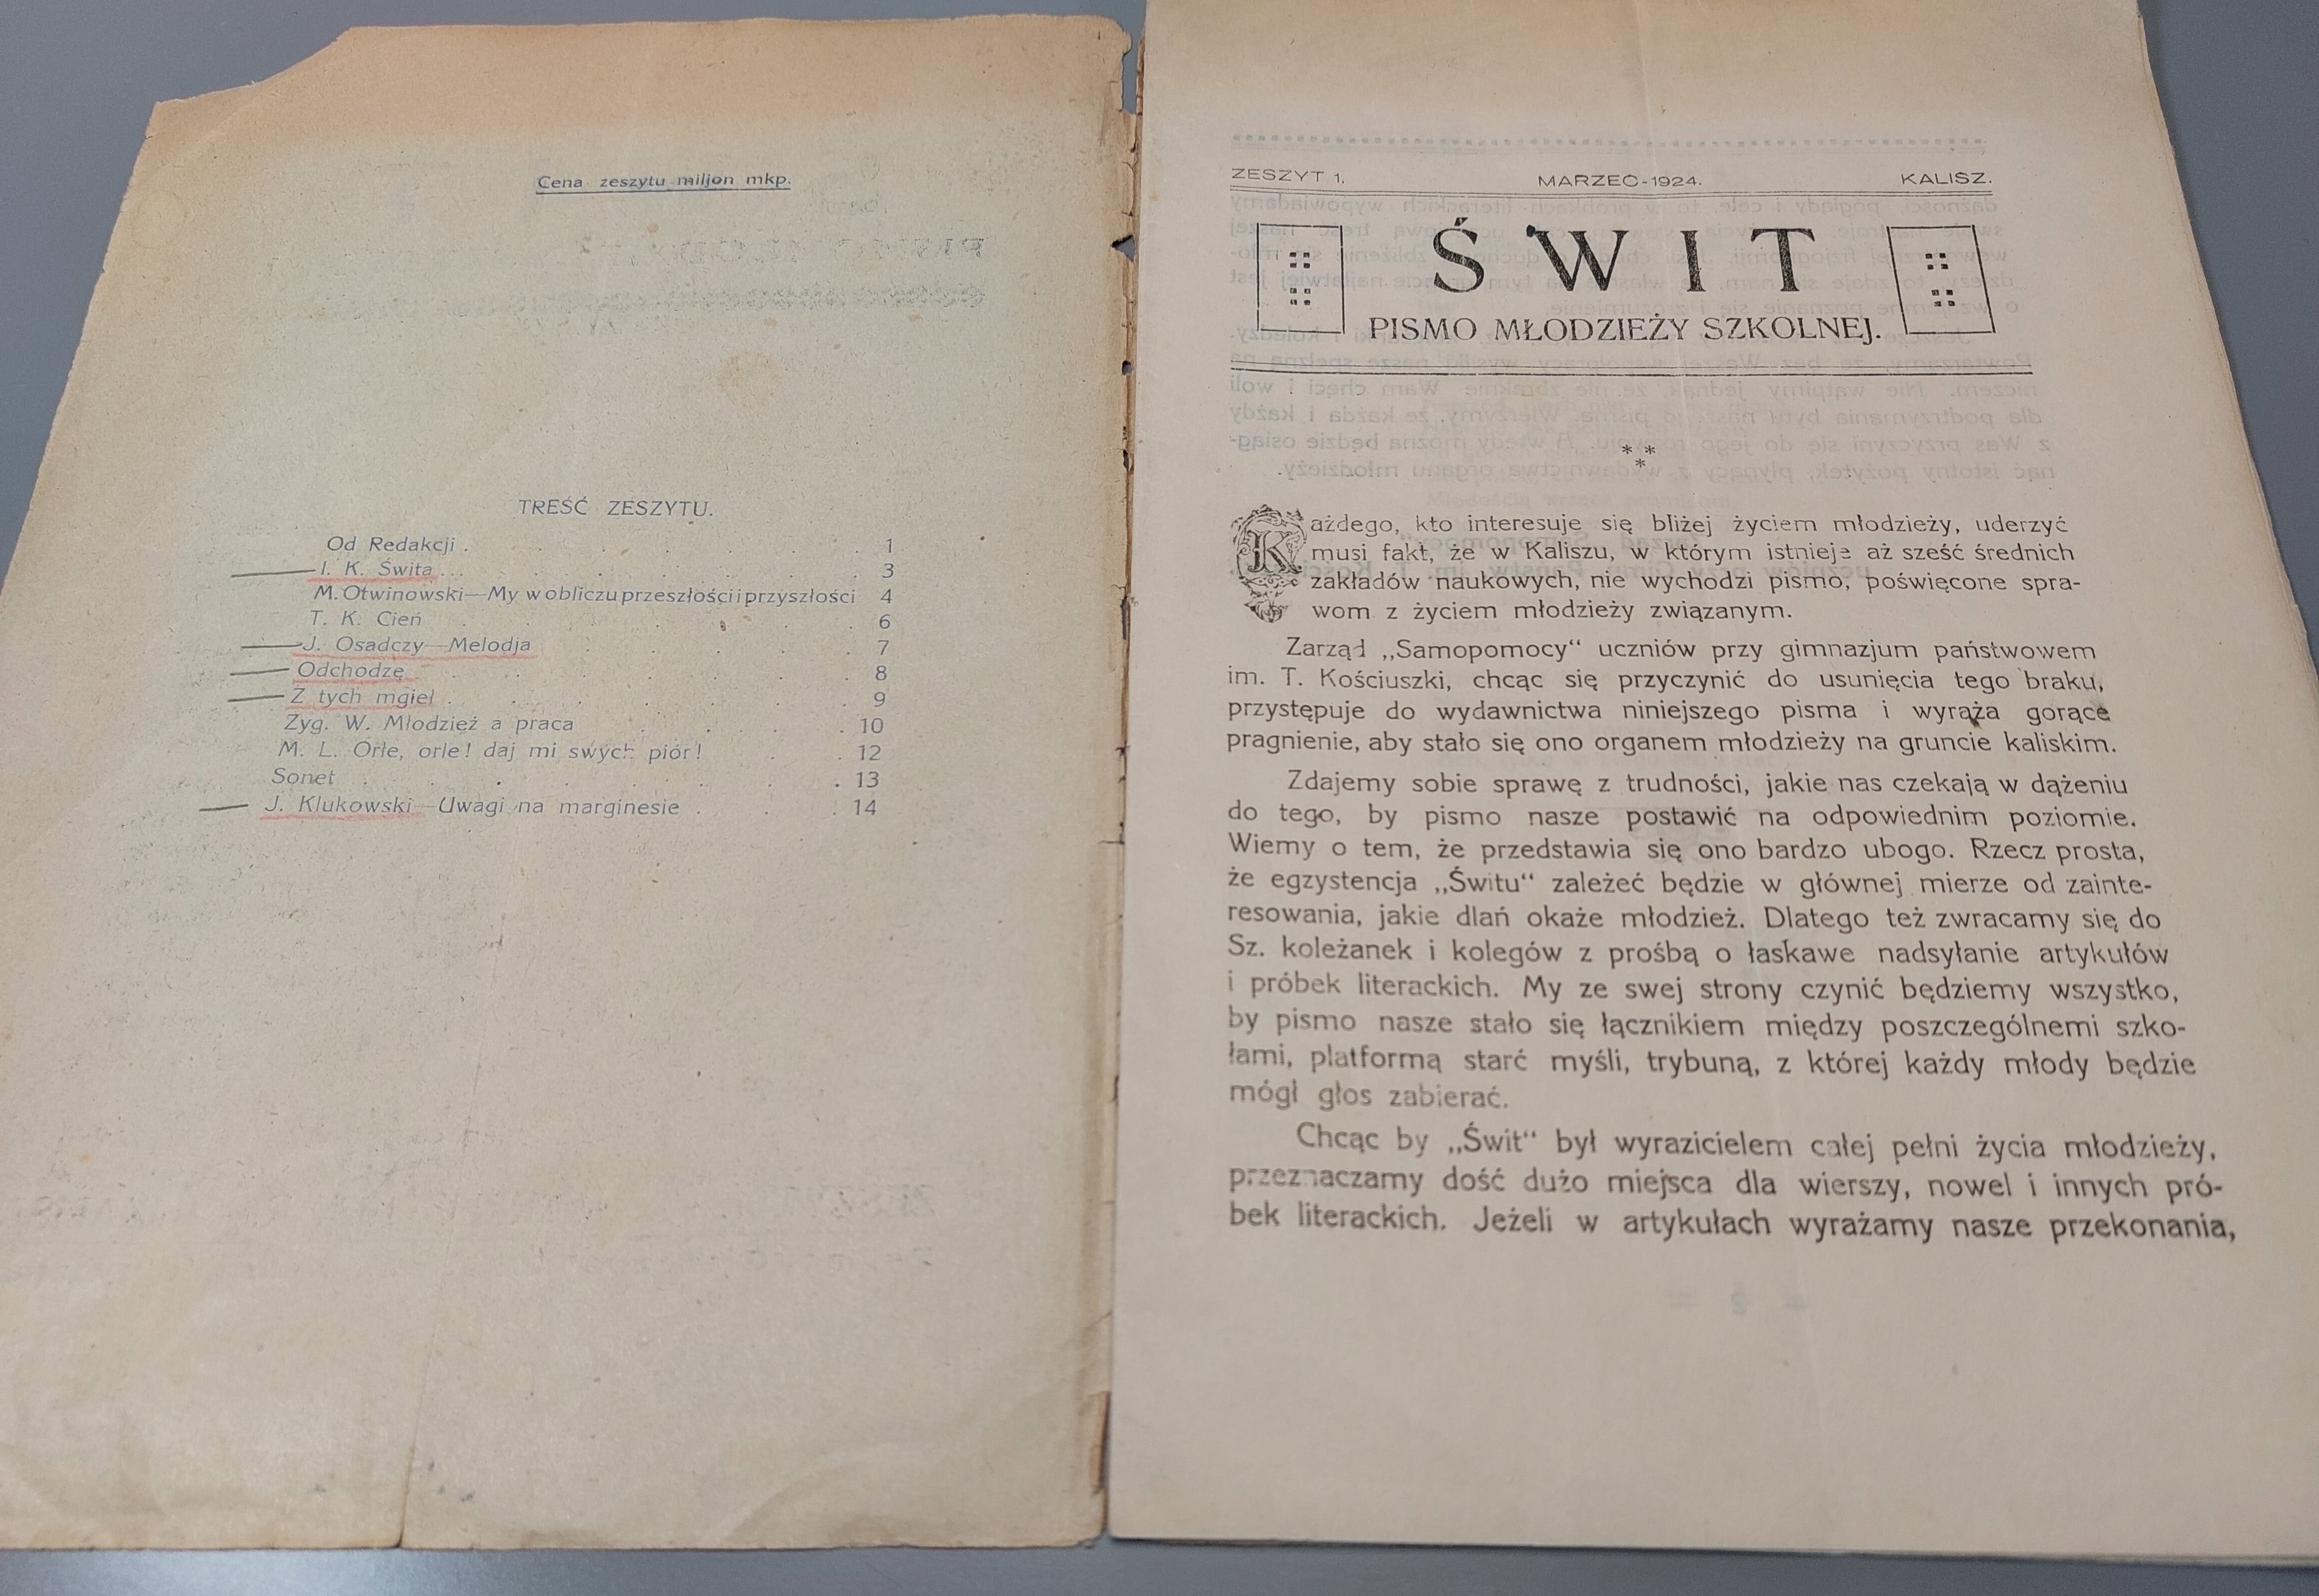 Cena zeszytu miljon mkp.
TREŚĆ ZESZYTU.
Od Redakcji . . . . . . 1
I. K. Świta . . . . . . . 3
M. Otwinowski—My w obliczu przeszłości i przyszłości 4
T. K. Cień . . . . . . 6
J. Osadczy—Melodja . . . . . 7
Odchodzę . . . . . . 8
Z tych mgieł . . . . . . 9
Zyg. W. Młodzież a praca . . . . 10
M. L. Orle, orle! daj mi swych piór! . . 12
Sonet . . . . . . . 13
J. Klukowski—Uwagi na marginesie . . . 14
ZESZYT 1. MARZEC-1924. KALISZ.
ŚWIT
PISMO MŁODZIEŻY SZKOLNEJ.
* * *
Każdego, kto interesuje się bliżej życiem młodzieży, uderzyć
musi fakt, że w Kaliszu, w którym istnieje aż sześć średnich
zakładów naukowych, nie wychodzi pismo, poświęcone spra-
wom z życiem młodzieży związanym.
Zarząd „Samopomocy“ uczniów przy gimnazjum państwowem
im. T. Kościuszki, chcąc się przyczynić do usunięcia tego braku,
przystępuje do wydawnictwa niniejszego pisma i wyraża gorące
pragnienie, aby stało się ono organem młodzieży na gruncie kaliskim.
Zdajemy sobie sprawę z trudności, jakie nas czekają w dążeniu
do tego, by pismo nasze postawić na odpowiednim poziomie.
Wiemy o tem, że przedstawia się ono bardzo ubogo. Rzecz prosta,
że egzystencja „Świtu“ zależeć będzie w głównej mierze od zainte-
resowania, jakie dlań okaże młodzież. Dlatego też zwracamy się do
Sz. koleżanek i kolegów z prośbą o łaskawe nadsyłanie artykułów
i próbek literackich. My ze swej strony czynić będziemy wszystko,
by pismo nasze stało się łącznikiem między poszczególnemi szko-
łami, platformą starć myśli, trybuną, z której każdy młody będzie
mógł głos zabierać.
Chcąc by „Świt“ był wyrazicielem całej pełni życia młodzieży,
przeznaczamy dość dużo miejsca dla wierszy, nowel i innych pró-
bek literackich. Jeżeli w artykułach wyrażamy nasze przekonania,